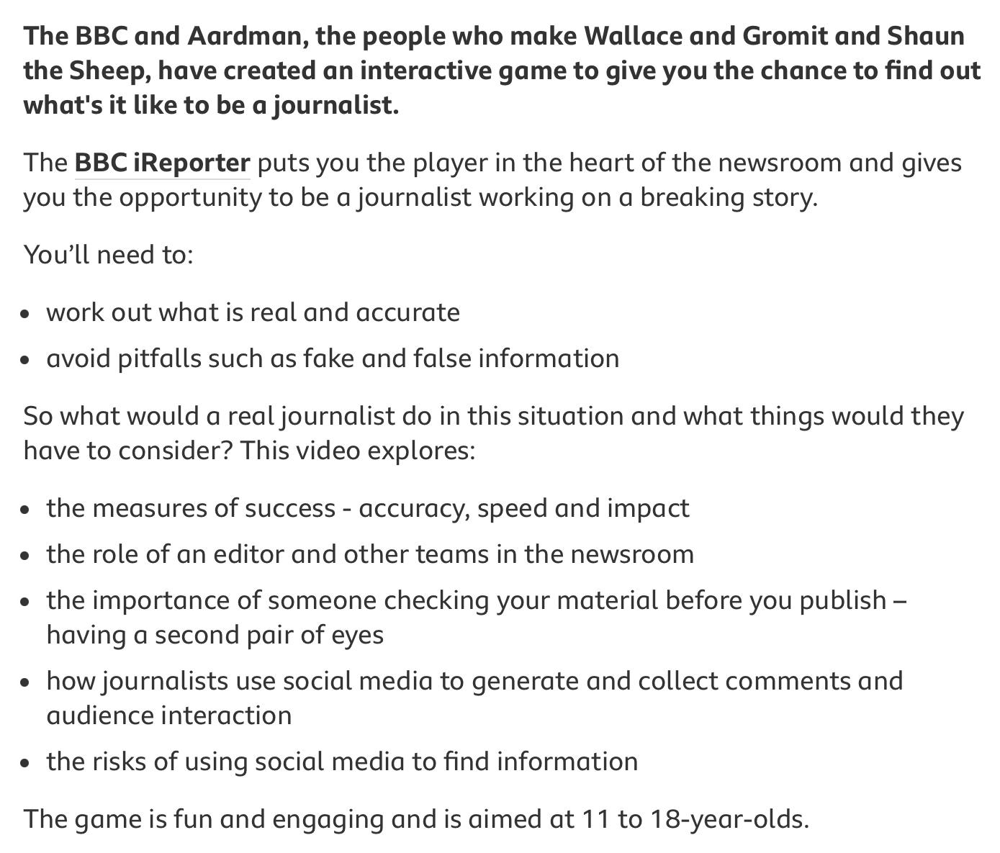 The BBC and Aardman, the people who make Wallace and Gromit and Shaun
the Sheep, have created an interactive game to give you the chance to find out
what's it like to be a journalist.
The BBC iReporter puts you the player in the heart of the newsroom and gives
you the opportunity to be a journalist working on a breaking story.
You’ll need to:
• work out what is real and accurate
• avoid pitfalls such as fake and false information
So what would a real journalist do in this situation and what things would they
have to consider? This video explores:
• the measures of success - accuracy, speed and impact
• the role of an editor and other teams in the newsroom
• the importance of someone checking your material before you publish –
having a second pair of eyes
• how journalists use social media to generate and collect comments and
audience interaction
• the risks of using social media to find information
The game is fun and engaging and is aimed at 11 to 18-year-olds.